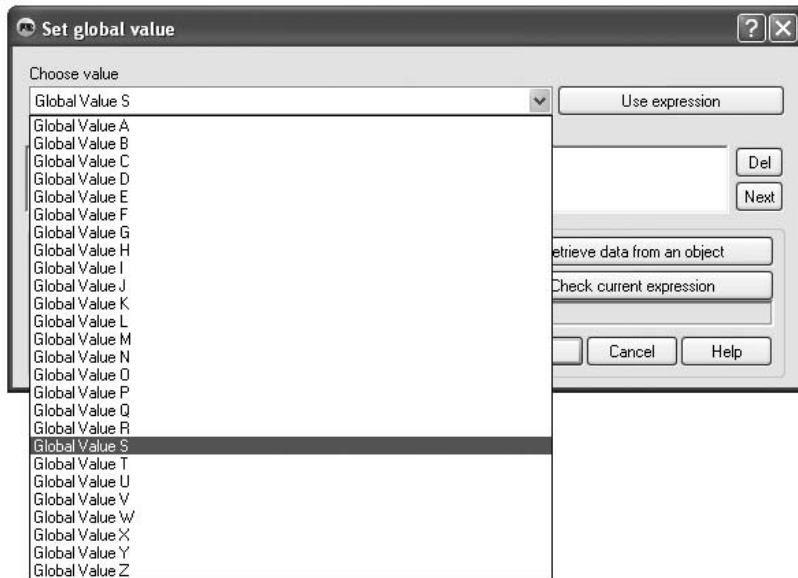 Set global value
Choose value
Global Value S
Use expression
Global Value A
Global Value B
Global Value C
Global Value D
Global Value E
Global Value F
Global Value G
Global Value H
Global Value I
Global Value J
Global Value K
Global Value L
Global Value M
Global Value N
Global Value O
Global Value P
Global Value Q
Global Value R
Global Value S
Global Value T
Global Value U
Global Value V
Global Value W
Global Value X
Global Value Y
Global Value Z
Del
Next
etrieve data from an object
Check current expression
Cancel
Help